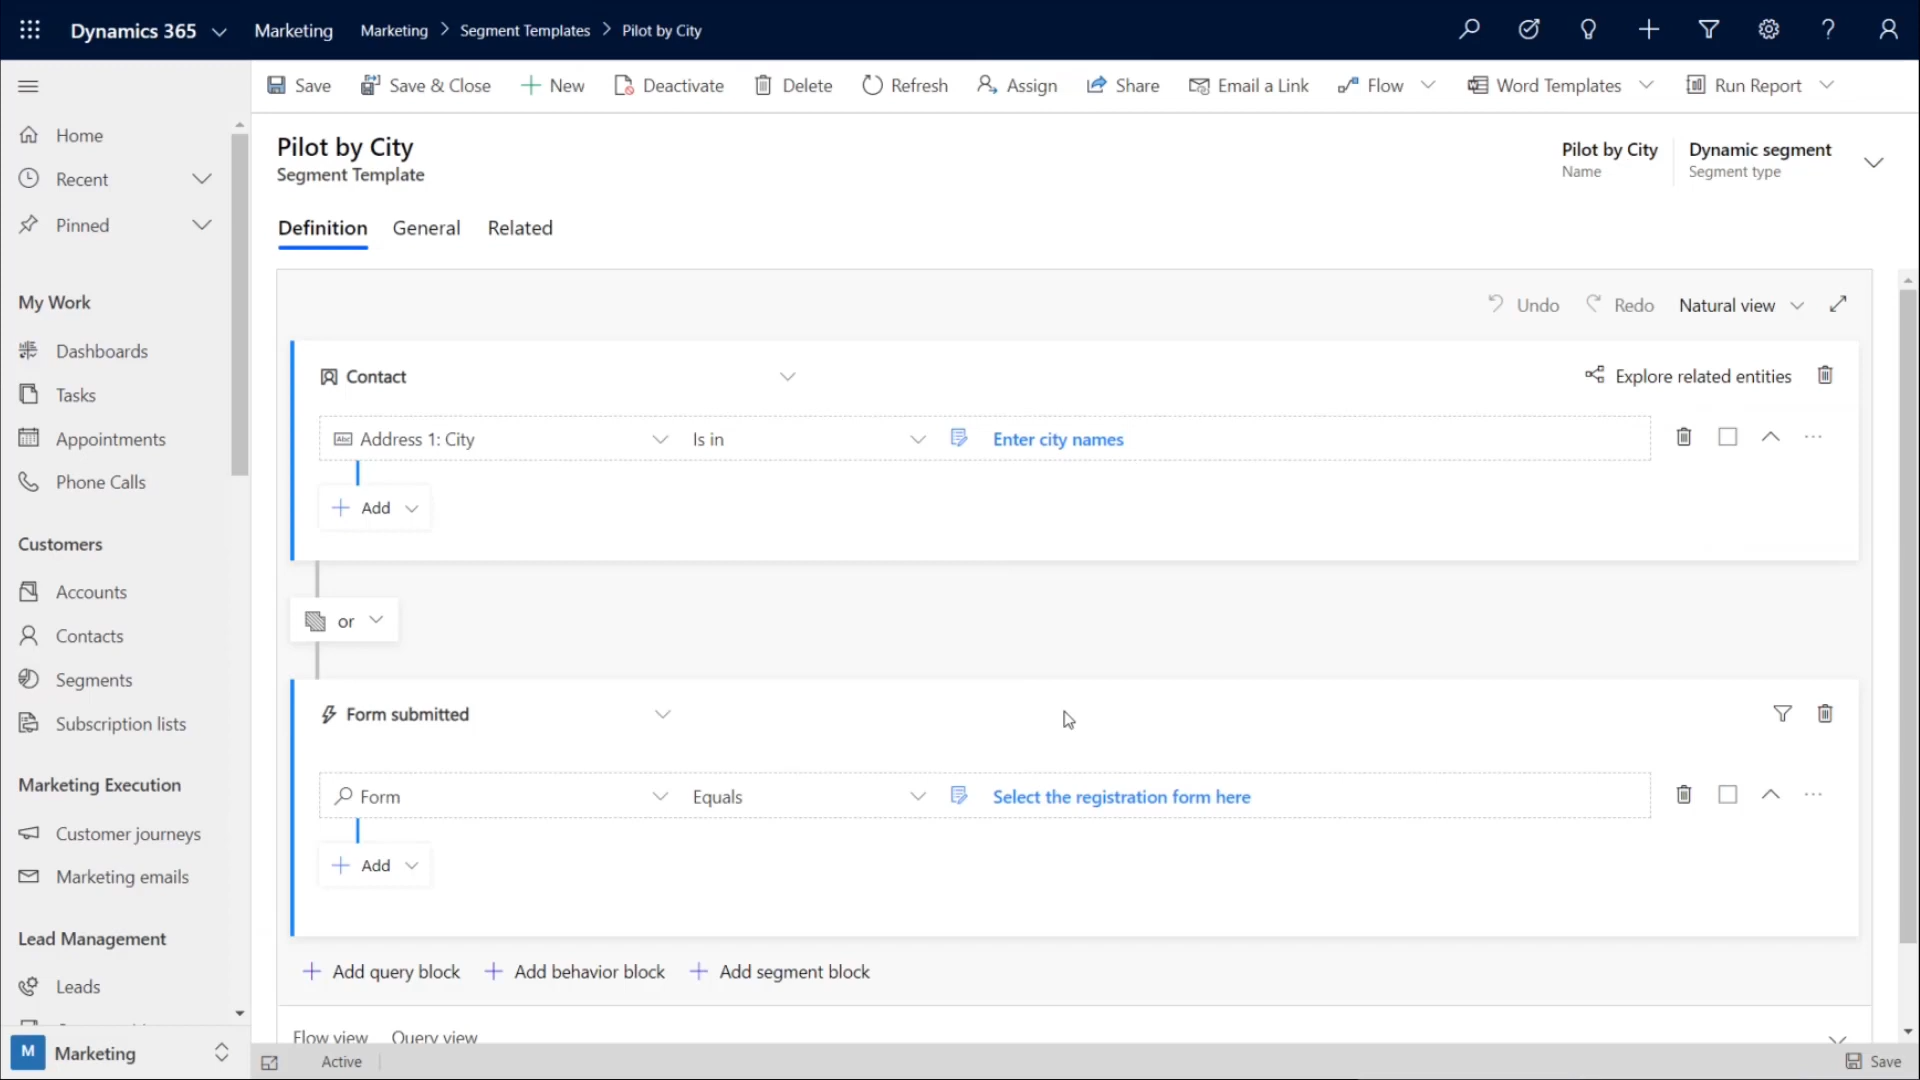 Dynamics 365
Marketing
Marketing > Segment Templates > Pilot by City
Save
Save & Close
New
Deactivate
Delete
Refresh
Assign
Share
Email a Link
Flow
Word Templates
Run Report
Home
Recent
Pinned
My Work
Dashboards
Tasks
Appointments
Phone Calls
Customers
Accounts
Contacts
Segments
Subscription lists
Marketing Execution
Customer journeys
Marketing emails
Lead Management
Leads
M Marketing
Pilot by City
Segment Template
Pilot by City
Name
Dynamic segment
Segment type
Definition
General
Related
Undo
Redo
Natural view
Contact
Explore related entities
Abc Address 1: City
Is in
Enter city names
Add
or
Form submitted
Form
Equals
Select the registration form here
Add
Add query block
Add behavior block
Add segment block
Flow view
Query view
Active
Save